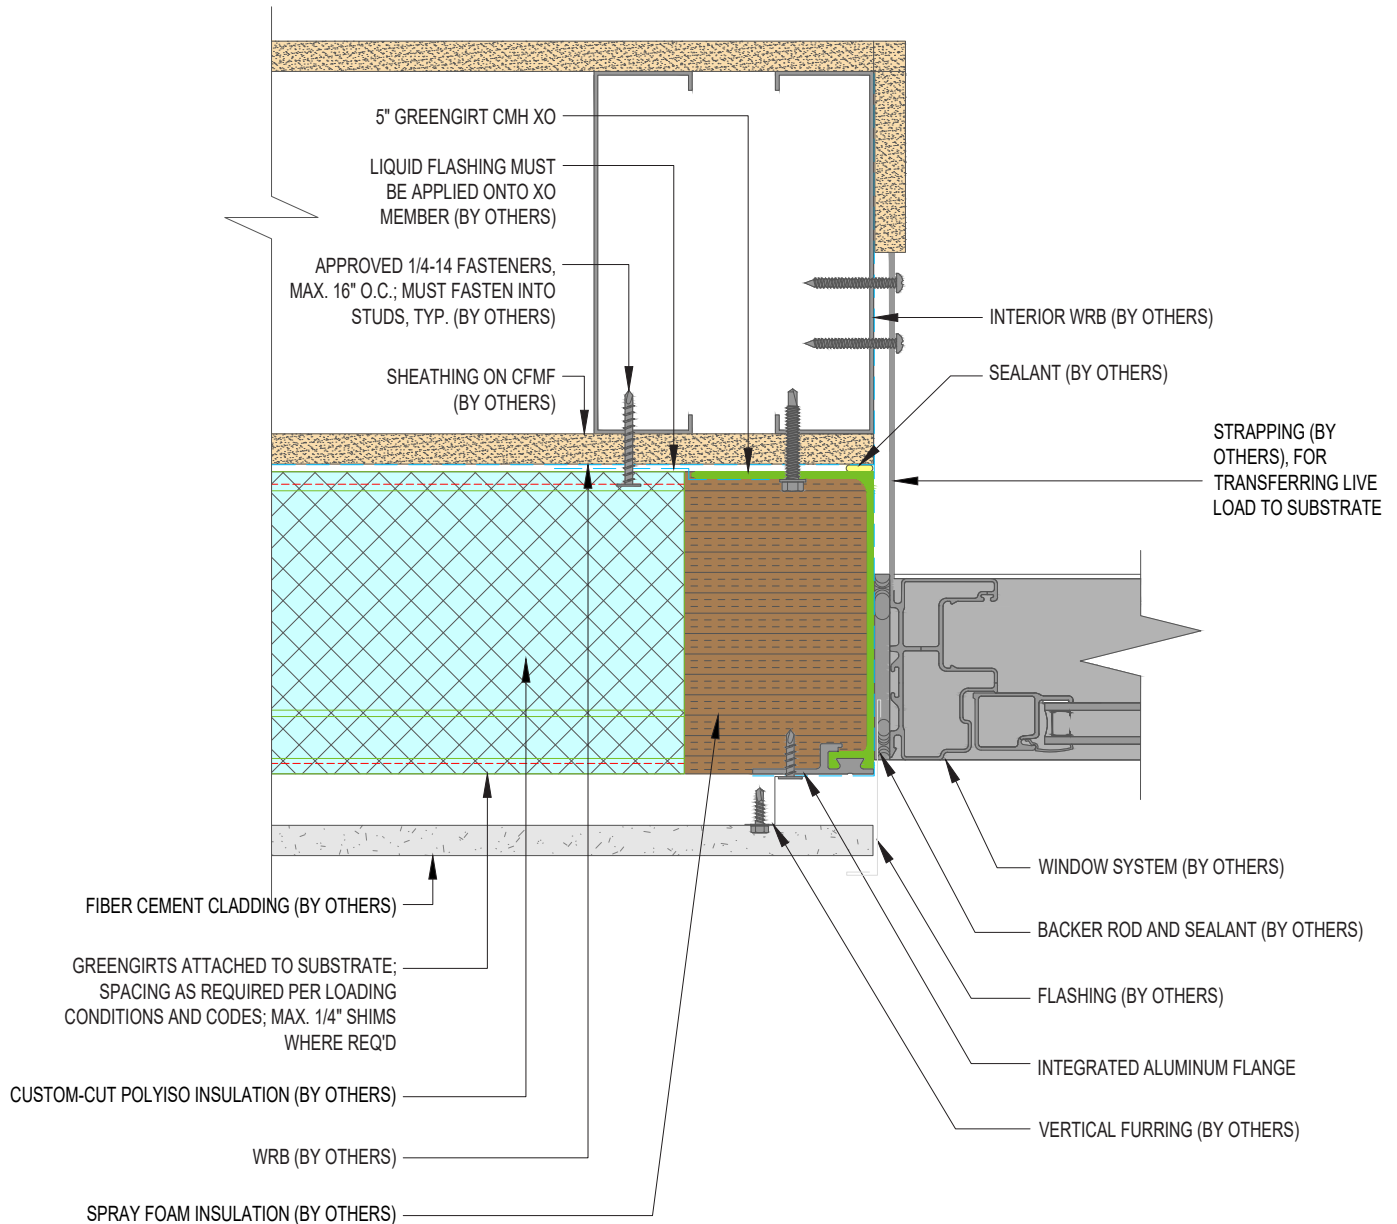 5" GREENGIRT CMH XO
LIQUID FLASHING MUST
BE APPLIED ONTO XO
MEMBER (BY OTHERS)
APPROVED 1/4-14 FASTENERS,
MAX. 16" O.C.; MUST FASTEN INTO
STUDS, TYP. (BY OTHERS)
SHEATHING ON CFMF
(BY OTHERS)
INTERIOR WRB (BY OTHERS)
SEALANT (BY OTHERS)
STRAPPING (BY
OTHERS), FOR
TRANSFERRING LIVE
LOAD TO SUBSTRATE
FIBER CEMENT CLADDING (BY OTHERS)
GREENGIRTS ATTACHED TO SUBSTRATE;
SPACING AS REQUIRED PER LOADING
CONDITIONS AND CODES; MAX. 1/4" SHIMS
WHERE REQ'D
CUSTOM-CUT POLYISO INSULATION (BY OTHERS)
WRB (BY OTHERS)
SPRAY FOAM INSULATION (BY OTHERS)
WINDOW SYSTEM (BY OTHERS)
BACKER ROD AND SEALANT (BY OTHERS)
FLASHING (BY OTHERS)
INTEGRATED ALUMINUM FLANGE
VERTICAL FURRING (BY OTHERS)